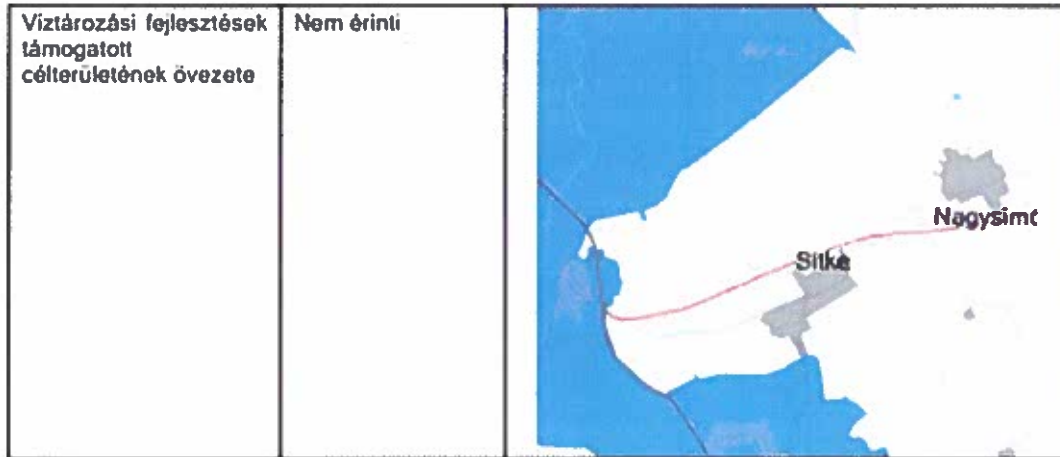 Víztározási fejlesztések
támogatott
célterületének övezete
Nem érinti
Nagysimo
Sitke